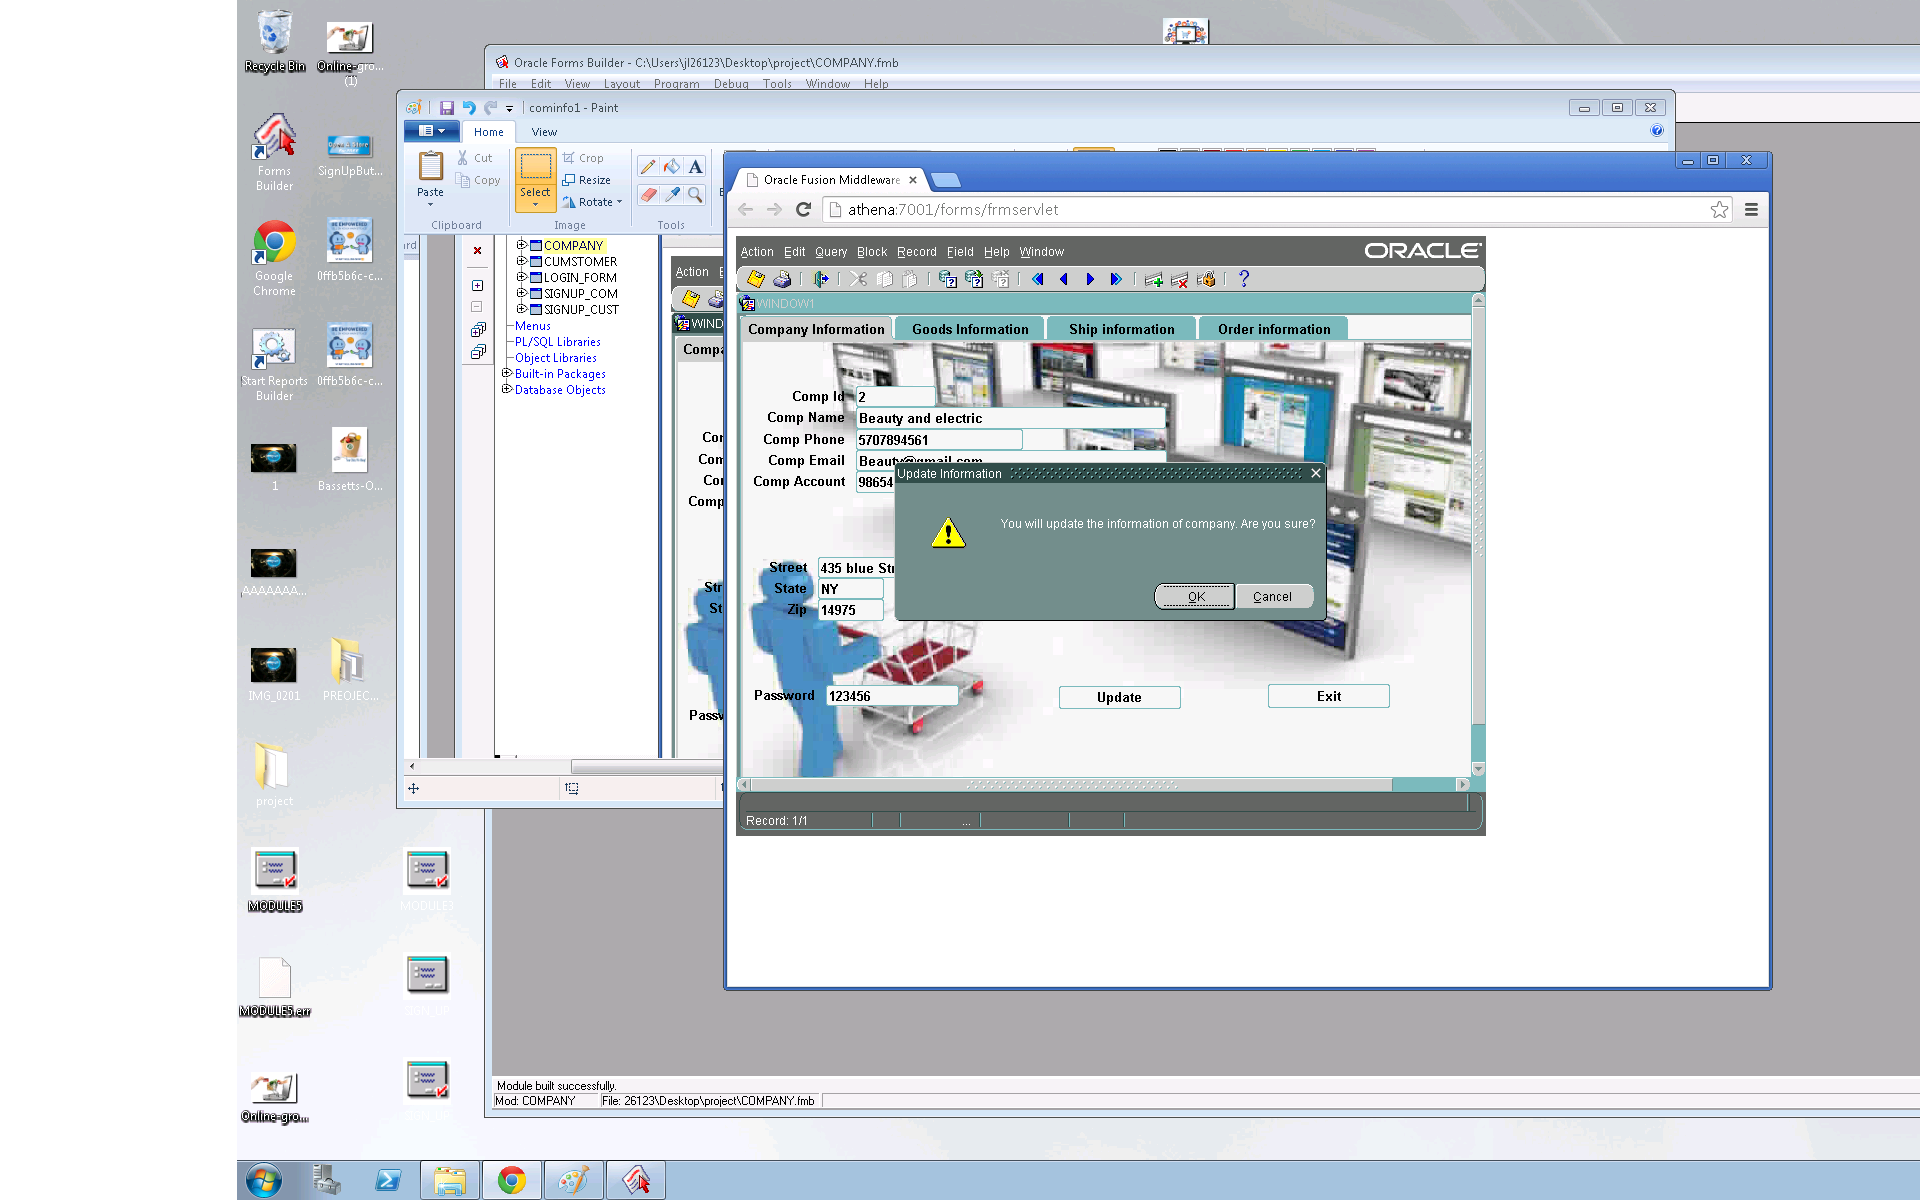 Recycle Bin
Online-gro...
(1)
Forms
Builder
SignUpBut...
Google
Chrome
0ffb5b6c-c...
Start Reports
Builder
0ffb5b6c-c...
1
Bassetts-O...
AAAAAAA...
IMG_0201
PREOJEC...
project
MODULE5
MODULE3
MODULE5.err
SIGN_UP
Online-gro...
Oracle Forms Builder - C:\Users\jl26123\Desktop\project\COMPANY.fmb
File Edit View Layout Program Debug Tools Window Help
cominfo1 - Paint
Home View
Paste
Cut
Copy
Clipboard
Select
Crop
Resize
Rotate
Image
A
Tools
COMPANY
CUMSTOMER
LOGIN_FORM
SIGNUP_COM
SIGNUP_CUST
Menus
PL/SQL Libraries
Object Libraries
Built-in Packages
Database Objects
Action E
WIND
Compa
Cor
Com
Cor
Comp
Str
St
Passw
Oracle Fusion Middleware
athena:7001/forms/frmservlet
Action Edit Query Block Record Field Help Window
ORACLE
WINDOW1
Company Information Goods Information Ship information Order information
Comp Id 2
Comp Name Beauty and electric
Comp Phone 5707894561
Comp Email Beauty@gmail.com
Comp Account 98654
Update Information
You will update the information of company. Are you sure?
OK Cancel
Street 435 blue Str
State NY
Zip 14975
Password 123456
Update Exit
Record: 1/1
...
Module built successfully.
Mod: COMPANY File: 26123\Desktop\project\COMPANY.fmb